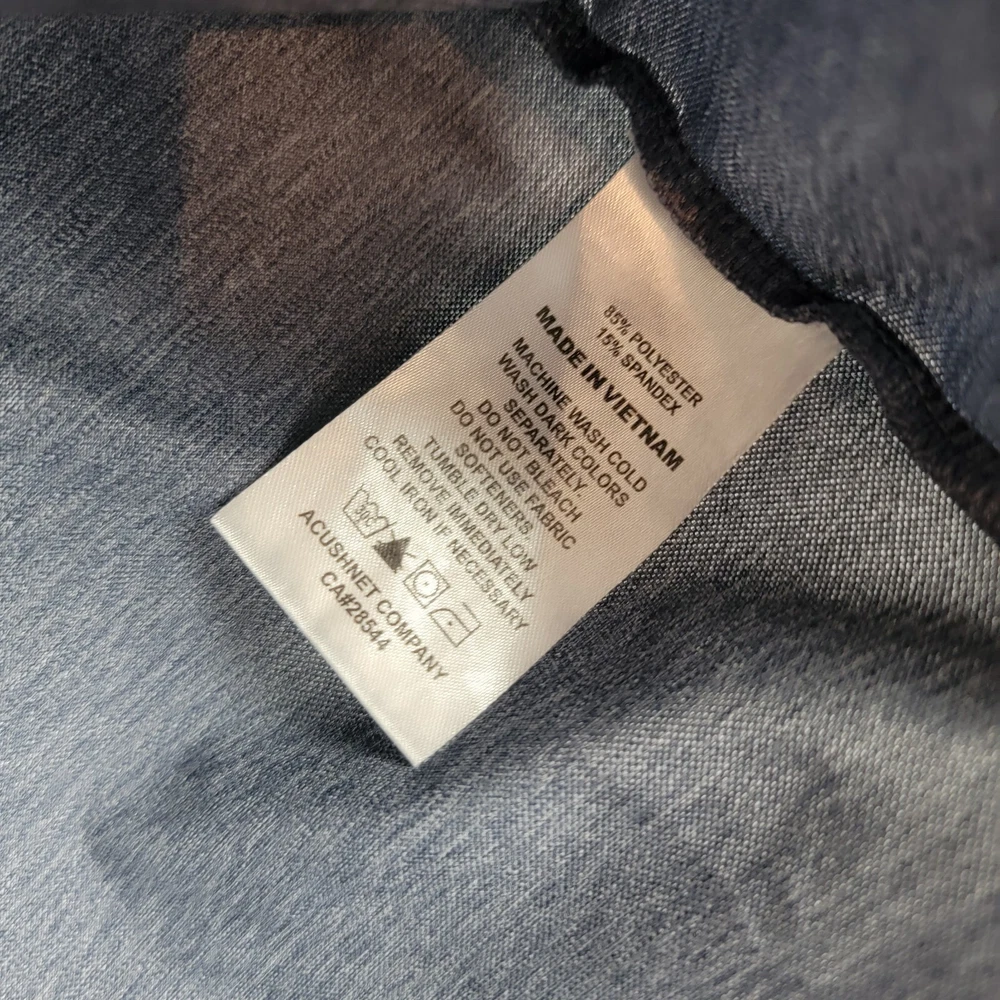 85% POLYESTER
15% SPANDEX
MADE IN VIETNAM
MACHINE WASH COLD
WASH DARK COLORS
SEPARATELY.
DO NOT BLEACH
DO NOT USE FABRIC
SOFTENERS
TUMBLE DRY LOW
REMOVE IMMEDIATELY
COOL IRON IF NECESSARY
ACUSHNET COMPANY
CA#28544